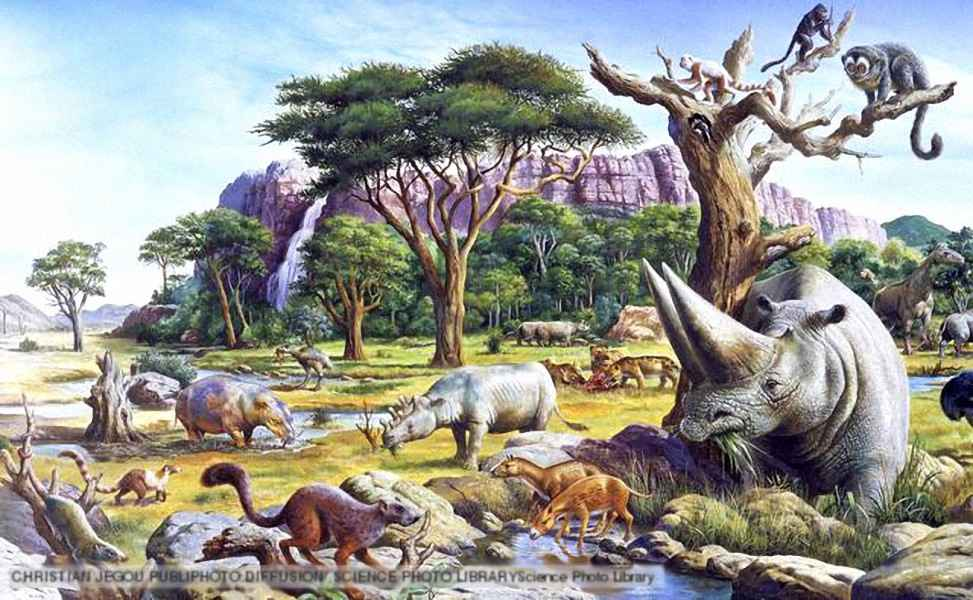 CHRISTIAN JEGOU PUBLIPHOTO DIFFUSION/ SCIENCE PHOTO LIBRARYScience Photo Library